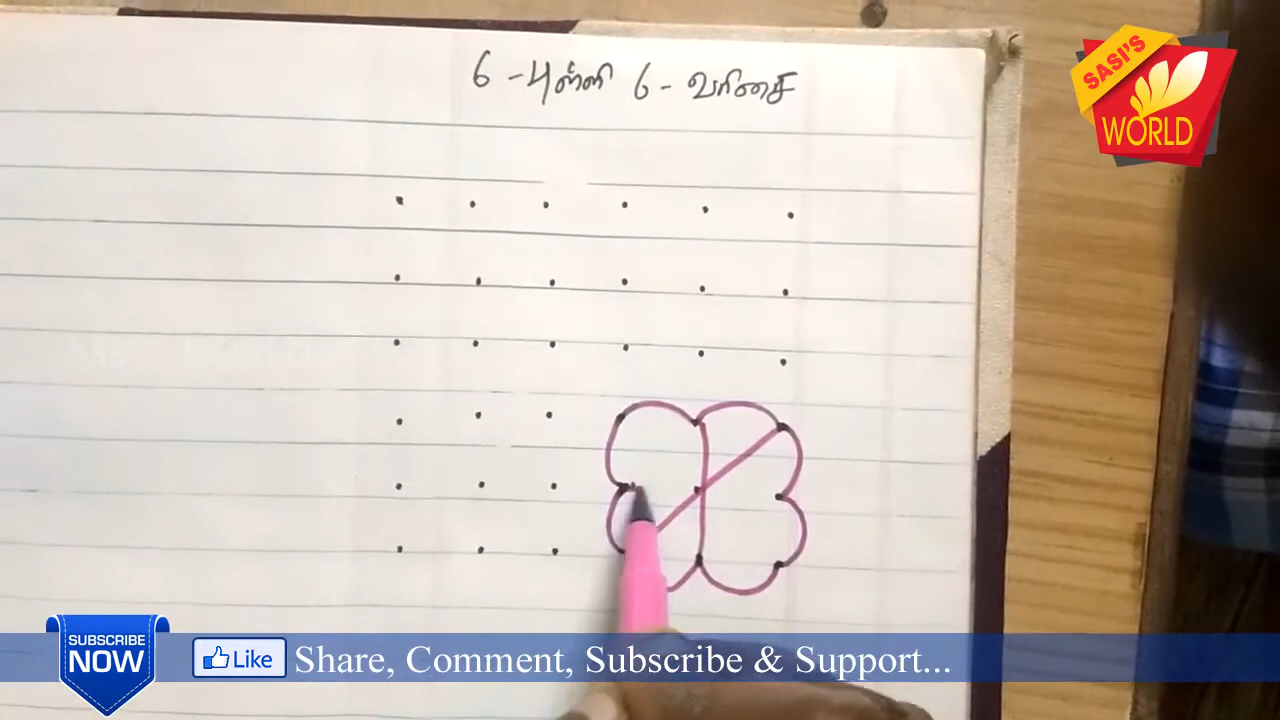 6 - புள்ளி 6 - வரிசை
SASI'S
WORLD
SUBSCRIBE
NOW
Like
Share, Comment, Subscribe & Support...